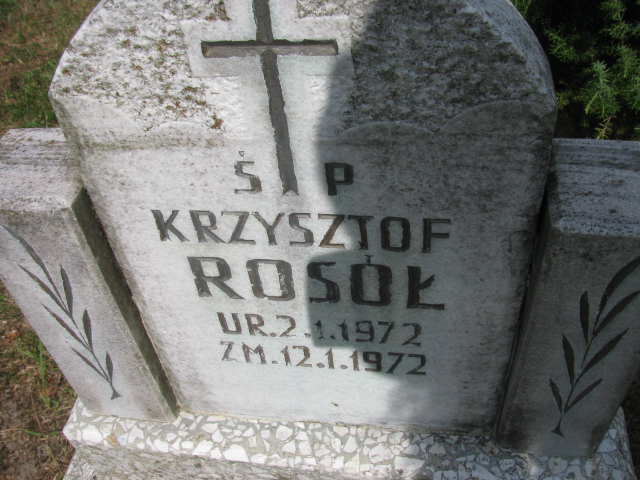 Ś P
KRZYSZTOF
ROSÓŁ
UR.2.1.1972
ZM.12.1.1972